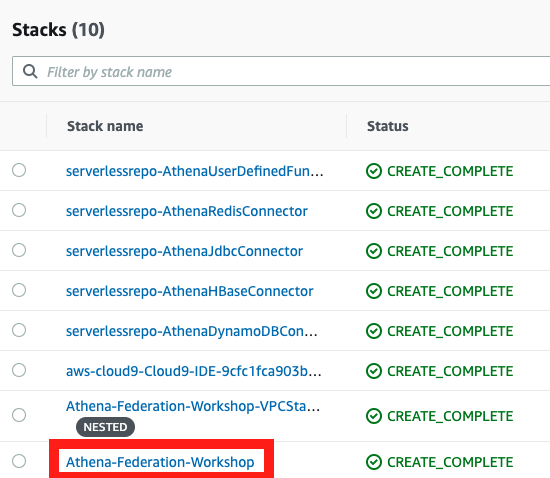 Stacks (10)
Filter by stack name
Stack name Status
serverlessrepo-AthenaUserDefinedFun... CREATE_COMPLETE
serverlessrepo-AthenaRedisConnector CREATE_COMPLETE
serverlessrepo-AthenaJdbcConnector CREATE_COMPLETE
serverlessrepo-AthenaHBaseConnector CREATE_COMPLETE
serverlessrepo-AthenaDynamoDBCon... CREATE_COMPLETE
aws-cloud9-Cloud9-IDE-9cfc1fca903b... CREATE_COMPLETE
Athena-Federation-Workshop-VPCSta... CREATE_COMPLETE
NESTED
Athena-Federation-Workshop CREATE_COMPLETE